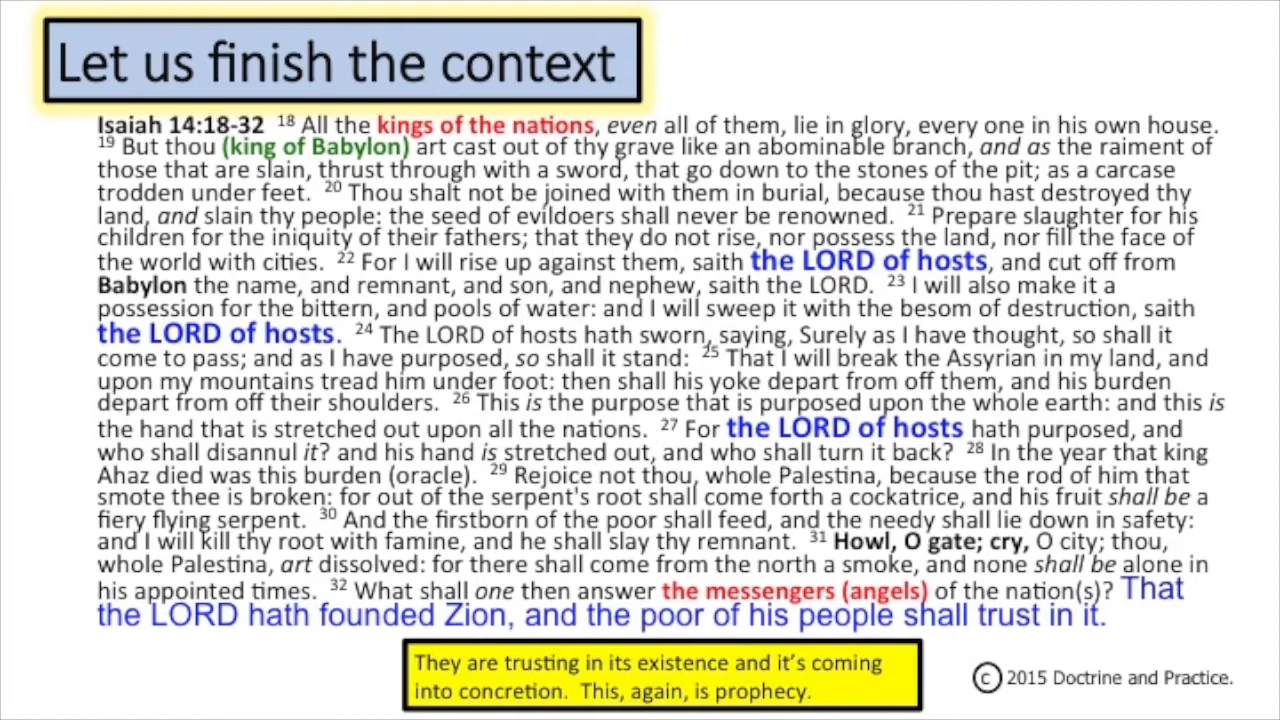 Let us finish the context
Isaiah 14:18-32 18 All the kings of the nations, even all of them, lie in glory, every one in his own house.
19 But thou (king of Babylon) art cast out of thy grave like an abominable branch, and as the raiment of
those that are slain, thrust through with a sword, that go down to the stones of the pit; as a carcase
trodden under feet. 20 Thou shalt not be joined with them in burial, because thou hast destroyed thy
land, and slain thy people: the seed of evildoers shall never be renowned. 21 Prepare slaughter for his
children for the iniquity of their fathers; that they do not rise, nor possess the land, nor fill the face of
the world with cities. 22 For I will rise up against them, saith the LORD of hosts, and cut off from
Babylon the name, and remnant, and son, and nephew, saith the LORD. 23 I will also make it a
possession for the bittern, and pools of water: and I will sweep it with the besom of destruction, saith
the LORD of hosts. 24 The LORD of hosts hath sworn, saying, Surely as I have thought, so shall it
come to pass; and as I have purposed, so shall it stand: 25 That I will break the Assyrian in my land, and
upon my mountains tread him under foot: then shall his yoke depart from off them, and his burden
depart from off their shoulders. 26 This is the purpose that is purposed upon the whole earth: and this is
the hand that is stretched out upon all the nations. 27 For the LORD of hosts hath purposed, and
who shall disannul it? and his hand is stretched out, and who shall turn it back? 28 In the year that king
Ahaz died was this burden (oracle). 29 Rejoice not thou, whole Palestina, because the rod of him that
smote thee is broken: for out of the serpent's root shall come forth a cockatrice, and his fruit shall be a
fiery flying serpent. 30 And the firstborn of the poor shall feed, and the needy shall lie down in safety:
and I will kill thy root with famine, and he shall slay thy remnant. 31 Howl, O gate; cry, O city; thou,
whole Palestina, art dissolved: for there shall come from the north a smoke, and none shall be alone in
his appointed times. 32 What shall one then answer the messengers (angels) of the nation(s)? That
the LORD hath founded Zion, and the poor of his people shall trust in it.
They are trusting in its existence and it's coming
into concretion. This, again, is prophecy.
© 2015 Doctrine and Practice.